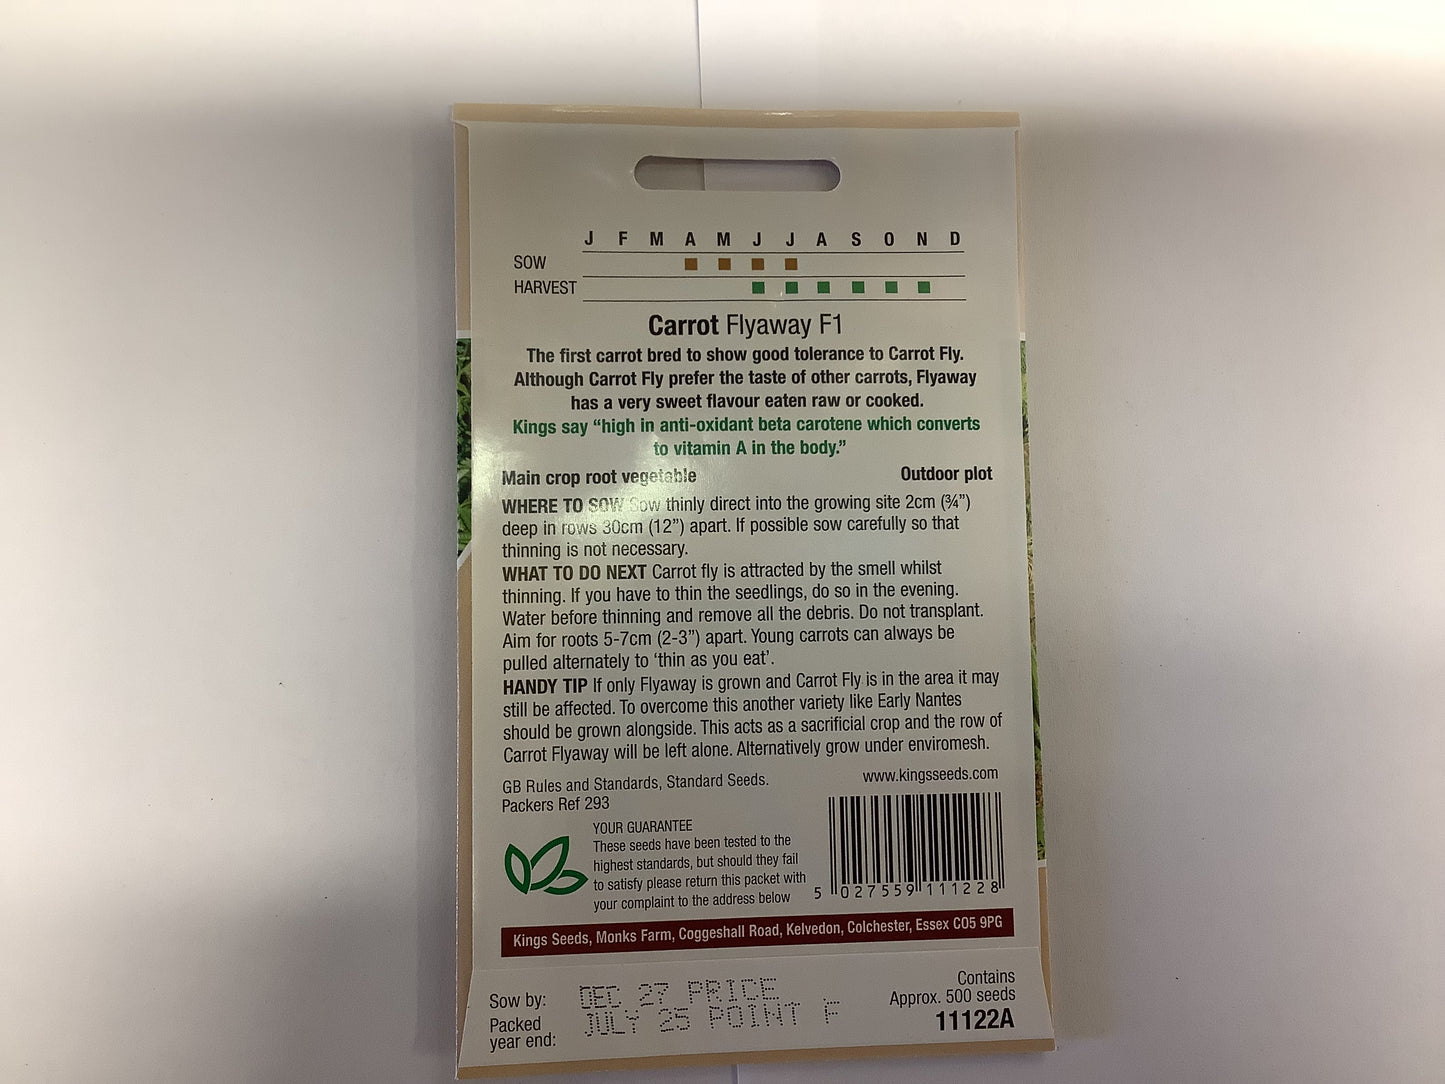 J F M A M J J A S O N D
SOW
HARVEST
Carrot Flyaway F1
The first carrot bred to show good tolerance to Carrot Fly.
Although Carrot Fly prefer the taste of other carrots, Flyaway
has a very sweet flavour eaten raw or cooked.
Kings say “high in anti-oxidant beta carotene which converts
to vitamin A in the body.”
Main crop root vegetable Outdoor plot
WHERE TO SOW Sow thinly direct into the growing site 2cm (¾”)
deep in rows 30cm (12”) apart. If possible sow carefully so that
thinning is not necessary.
WHAT TO DO NEXT Carrot fly is attracted by the smell whilst
thinning. If you have to thin the seedlings, do so in the evening.
Water before thinning and remove all the debris. Do not transplant.
Aim for roots 5-7cm (2-3”) apart. Young carrots can always be
pulled alternately to ‘thin as you eat’.
HANDY TIP If only Flyaway is grown and Carrot Fly is in the area it may
still be affected. To overcome this another variety like Early Nantes
should be grown alongside. This acts as a sacrificial crop and the row of
Carrot Flyaway will be left alone. Alternatively grow under enviromesh.
GB Rules and Standards, Standard Seeds. www.kingsseeds.com
Packers Ref 293
YOUR GUARANTEE
These seeds have been tested to the
highest standards, but should they fail
to satisfy please return this packet with
your complaint to the address below
5 027559 111228
Kings Seeds, Monks Farm, Coggeshall Road, Kelvedon, Colchester, Essex CO5 9PG
Sow by: DEC 27 PRICE
Packed JULY 25 POINT F
year end:
Contains
Approx. 500 seeds
11122A